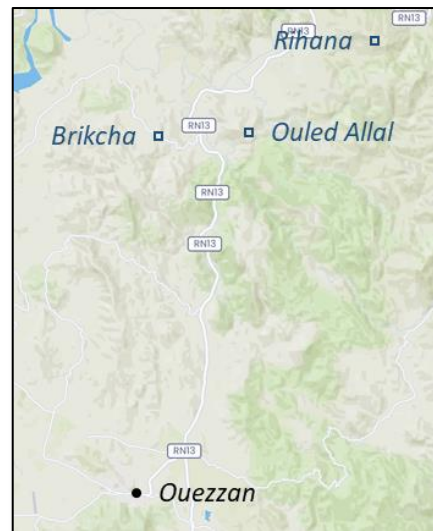 RN13
Rihana
RN13
Brikcha
RN13
Ouled Allal
RN13
RN13
RN13
Ouezzan